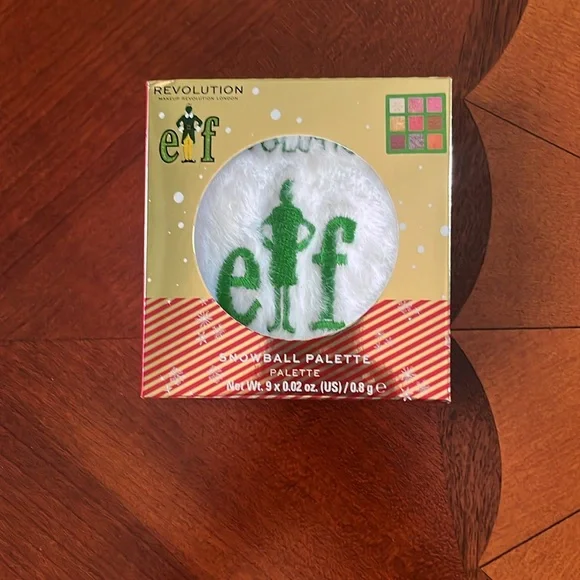 REVOLUTION
MAKEUP REVOLUTION LONDON
elf
elf
SNOWBALL PALETTE
PALETTE
Net Wt. 9 x 0.02 oz. (US) / 0.8 g e